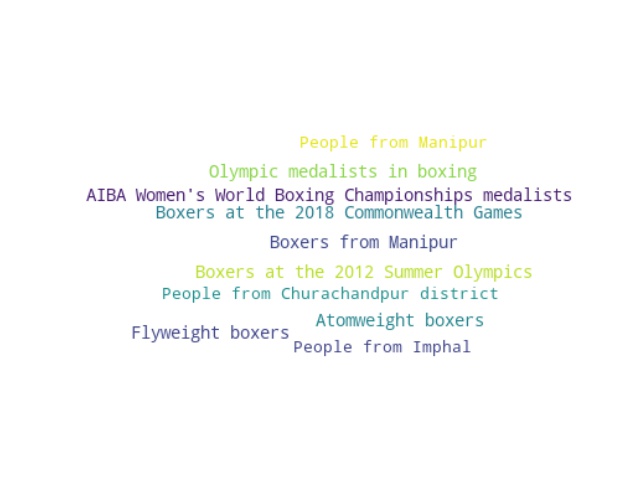 People from Manipur
Olympic medalists in boxing
AIBA Women's World Boxing Championships medalists
Boxers at the 2018 Commonwealth Games
Boxers from Manipur
Boxers at the 2012 Summer Olympics
People from Churachandpur district
Atomweight boxers
Flyweight boxers
People from Imphal